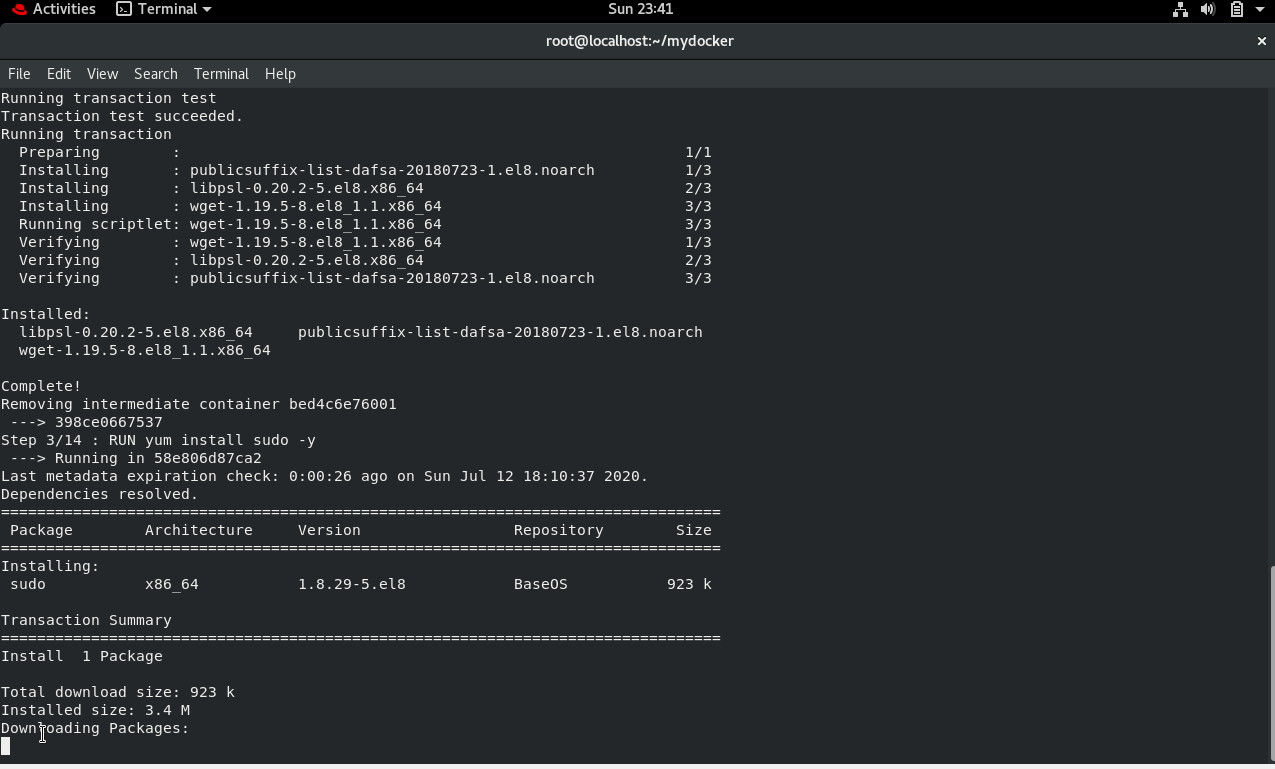 Activities Terminal Sun 23:41
root@localhost:~/mydocker ×
File Edit View Search Terminal Help
Running transaction test
Transaction test succeeded.
Running transaction
  Preparing        :                                                        1/1
  Installing       : publicsuffix-list-dafsa-20180723-1.el8.noarch          1/3
  Installing       : libpsl-0.20.2-5.el8.x86_64                             2/3
  Installing       : wget-1.19.5-8.el8_1.1.x86_64                           3/3
  Running scriptlet: wget-1.19.5-8.el8_1.1.x86_64                           3/3
  Verifying        : wget-1.19.5-8.el8_1.1.x86_64                           1/3
  Verifying        : libpsl-0.20.2-5.el8.x86_64                             2/3
  Verifying        : publicsuffix-list-dafsa-20180723-1.el8.noarch          3/3
Installed:
  libpsl-0.20.2-5.el8.x86_64     publicsuffix-list-dafsa-20180723-1.el8.noarch
  wget-1.19.5-8.el8_1.1.x86_64
Complete!
Removing intermediate container bed4c6e76001
 ---> 398ce0667537
Step 3/14 : RUN yum install sudo -y
 ---> Running in 58e806d87ca2
Last metadata expiration check: 0:00:26 ago on Sun Jul 12 18:10:37 2020.
Dependencies resolved.
================================================================================
 Package        Architecture     Version                 Repository        Size
================================================================================
Installing:
 sudo           x86_64           1.8.29-5.el8            BaseOS           923 k
Transaction Summary
================================================================================
Install  1 Package
Total download size: 923 k
Installed size: 3.4 M
Downloading Packages: